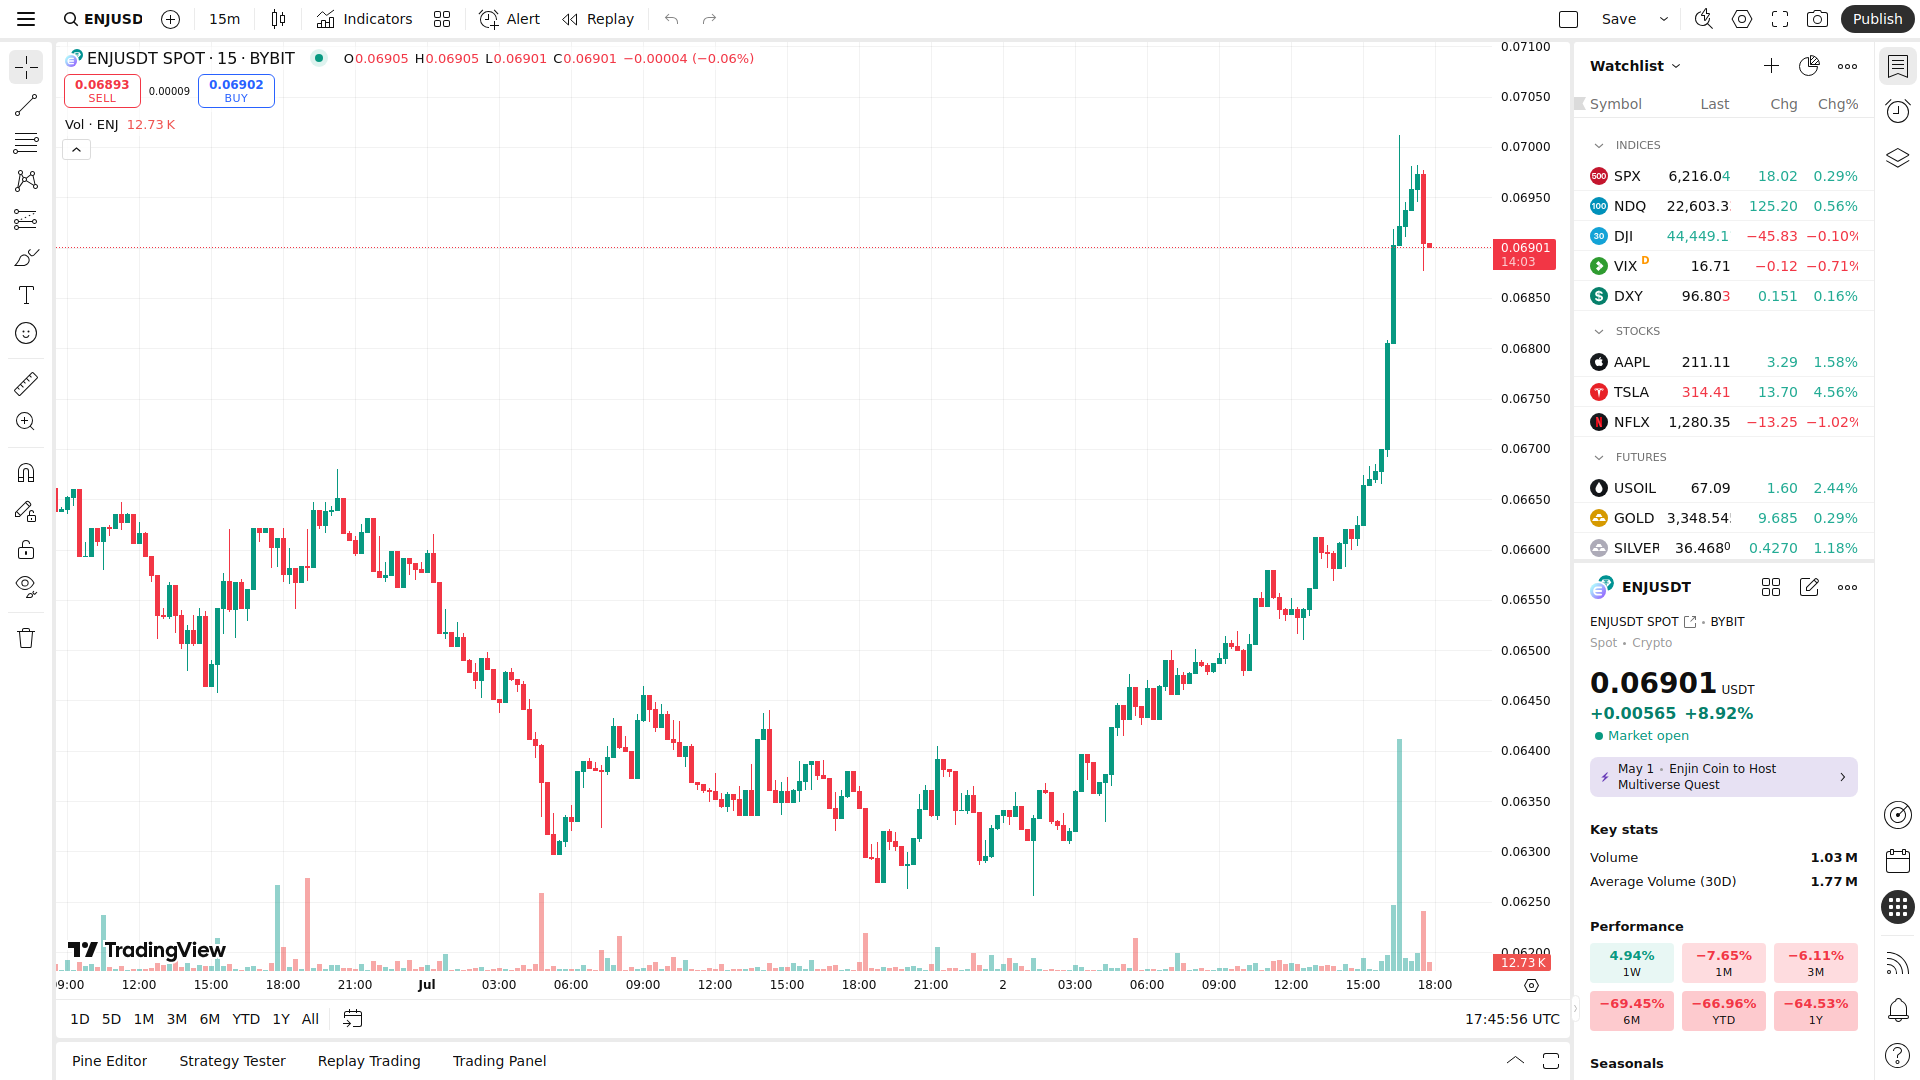 ENJUSD
15m
Indicators
Alert
Replay
Save
Publish
ENJUSDT SPOT · 15 · BYBIT
O0.06905 H0.06905 L0.06901 C0.06901 −0.00004 (−0.06%)
0.06893
SELL
0.00009
0.06902
BUY
Vol · ENJ 12.73 K
0.07100
0.07050
0.07000
0.06950
0.06901
14:03
0.06850
0.06800
0.06750
0.06700
0.06650
0.06600
0.06550
0.06500
0.06450
0.06400
0.06350
0.06300
0.06250
0.06200
12.73 K
TradingView
09:00 12:00 15:00 18:00 21:00 Jul 03:00 06:00 09:00 12:00 15:00 18:00 21:00 2 03:00 06:00 09:00 12:00 15:00 18:00
1D 5D 1M 3M 6M YTD 1Y All
17:45:56 UTC
Pine Editor
Strategy Tester
Replay Trading
Trading Panel
Watchlist
Symbol Last Chg Chg%
INDICES
500 SPX 6,216.04 18.02 0.29%
100 NDQ 22,603.3 125.20 0.56%
30 DJI 44,449.1 −45.83 −0.10%
VIX D 16.71 −0.12 −0.71%
$ DXY 96.803 0.151 0.16%
STOCKS
AAPL 211.11 3.29 1.58%
TSLA 314.41 13.70 4.56%
N NFLX 1,280.35 −13.25 −1.02%
FUTURES
USOIL 67.09 1.60 2.44%
GOLD 3,348.54 9.685 0.29%
SILVER 36.4680 0.4270 1.18%
ENJUSDT
ENJUSDT SPOT • BYBIT
Spot • Crypto
0.06901 USDT
+0.00565 +8.92%
Market open
May 1 • Enjin Coin to Host
Multiverse Quest
Key stats
Volume 1.03 M
Average Volume (30D) 1.77 M
Performance
4.94%
1W
−7.65%
1M
−6.11%
3M
−69.45%
6M
−66.96%
YTD
−64.53%
1Y
Seasonals